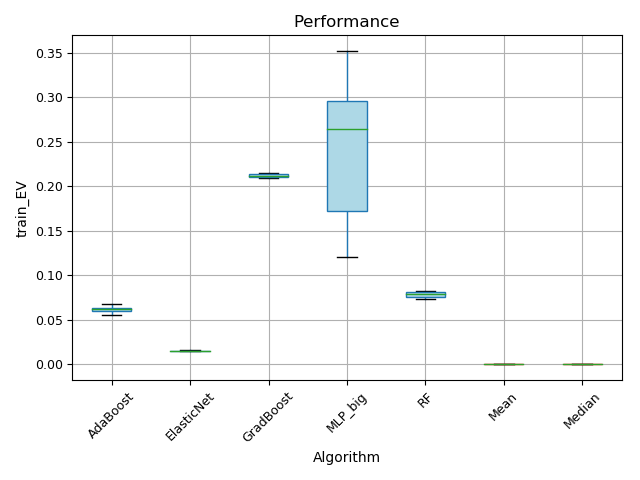 Performance
train_EV
0.35
0.30
0.25
0.20
0.15
0.10
0.05
0.00
AdaBoost
ElasticNet
GradBoost
MLP_big
RF
Mean
Median
Algorithm